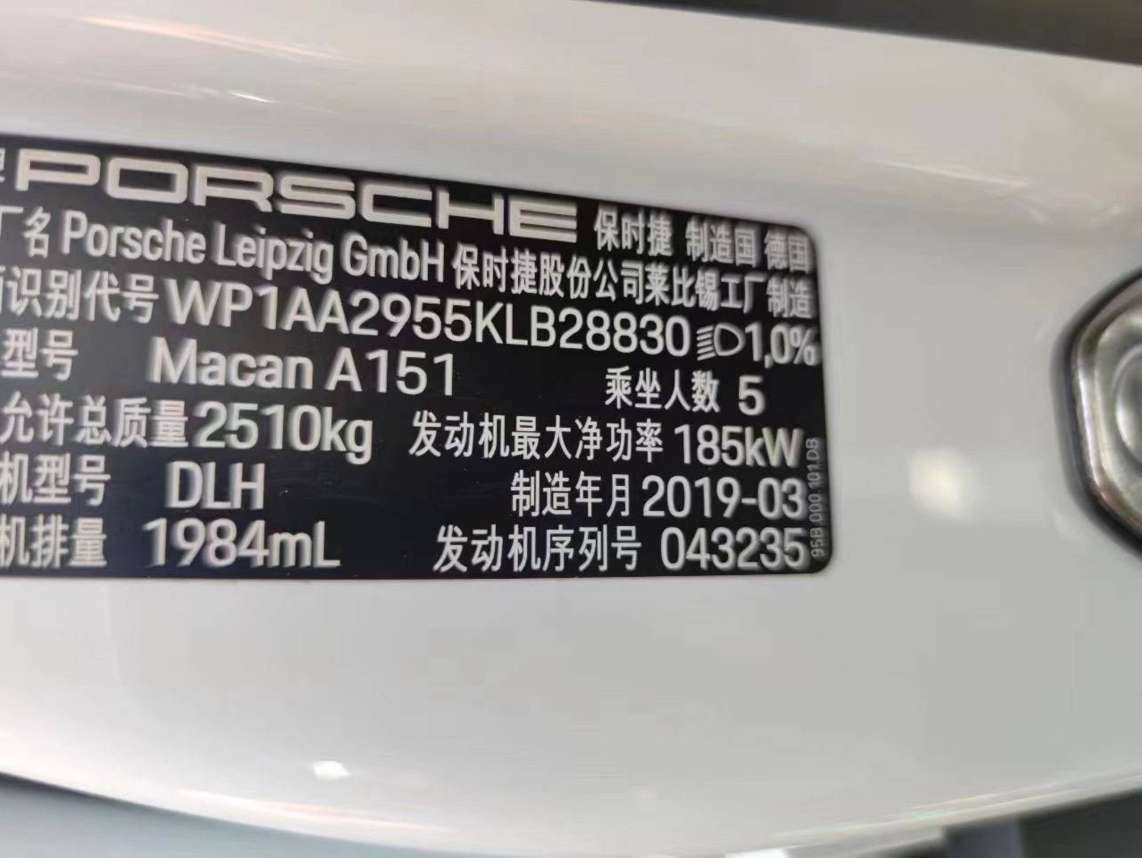 PORSCHE 保时捷 制造国 德国
厂名 Porsche Leipzig GmbH 保时捷股份公司莱比锡工厂制造
识别代号 WP1AA2955KLB28830 1,0%
型号 Macan A151 乘坐人数 5
允许总质量 2510kg 发动机最大净功率 185kW
机型号 DLH 制造年月 2019-03
机排量 1984mL 发动机序列号 043235
95B.000.101.DB